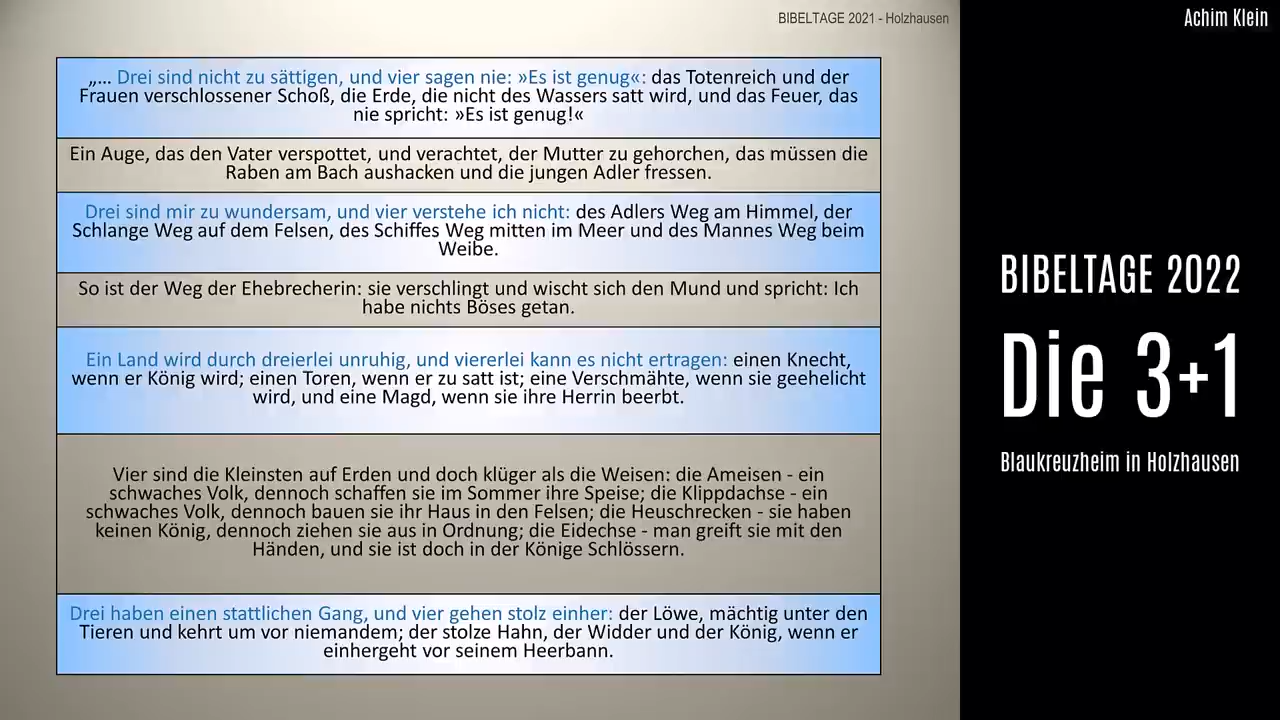 BIBELTAGE 2021 - Holzhausen
„... Drei sind nicht zu sättigen, und vier sagen nie: »Es ist genug«: das Totenreich und der
Frauen verschlossener Schoß, die Erde, die nicht des Wassers satt wird, und das Feuer, das
nie spricht: »Es ist genug!«
Ein Auge, das den Vater verspottet, und verachtet, der Mutter zu gehorchen, das müssen die
Raben am Bach aushacken und die jungen Adler fressen.
Drei sind mir zu wundersam, und vier verstehe ich nicht: des Adlers Weg am Himmel, der
Schlange Weg auf dem Felsen, des Schiffes Weg mitten im Meer und des Mannes Weg beim
Weibe.
So ist der Weg der Ehebrecherin: sie verschlingt und wischt sich den Mund und spricht: Ich
habe nichts Böses getan.
Ein Land wird durch dreierlei unruhig, und viererlei kann es nicht ertragen: einen Knecht,
wenn er König wird; einen Toren, wenn er zu satt ist; eine Verschmähte, wenn sie geehelicht
wird, und eine Magd, wenn sie ihre Herrin beerbt.
Vier sind die Kleinsten auf Erden und doch klüger als die Weisen: die Ameisen - ein
schwaches Volk, dennoch schaffen sie im Sommer ihre Speise; die Klippdachse - ein
schwaches Volk, dennoch bauen sie ihr Haus in den Felsen; die Heuschrecken - sie haben
keinen König, dennoch ziehen sie aus in Ordnung; die Eidechse - man greift sie mit den
Händen, und sie ist doch in der Könige Schlössern.
Drei haben einen stattlichen Gang, und vier gehen stolz einher: der Löwe, mächtig unter den
Tieren und kehrt um vor niemandem; der stolze Hahn, der Widder und der König, wenn er
einhergeht vor seinem Heerbann.
Achim Klein
BIBELTAGE 2022
Die 3+1
Blaukreuzheim in Holzhausen